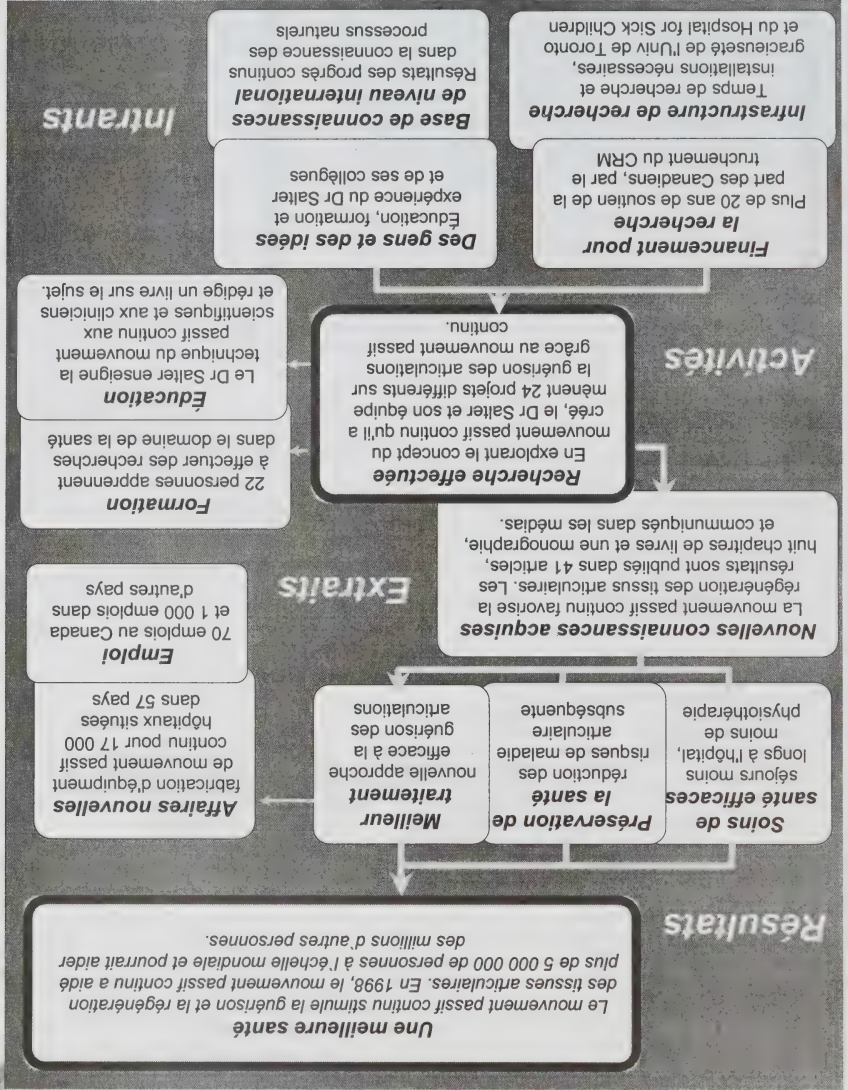 Une meilleure santé
Le mouvement passif continu stimule la guérison et la régénération
des tissues articulaires. En 1998, le mouvement passif continu a aidé
plus de 5 000 000 de personnes à l'échelle mondiale et pourrait aider
des millions d'autres personnes.
Résultats
Soins de
santé efficaces
séjours moins
longs à l'hôpital,
moins de
physiothérapie
Préservation de
la santé
réduction des
risques de maladie
articulaire
subséquente
Meilleur
traitement
nouvelle approche
efficace à la
guérison des
articulations
Affaires nouvelles
fabrication d'équipment
de mouvement passif
continu pour 17 000
hôpitaux situées
dans 57 pays
Emploi
70 emplois au Canada
et 1 000 emplois dans
d'autres pays
Extraits
Nouvelles connaissances acquises
La mouvement passif continu favorise la
régénération des tissus articulaires. Les
résultats sont publiés dans 41 articles,
huit chapitres de livres et une monographie,
et communiqués dans les médias.
Formation
22 personnes apprennent
à effectuer des recherches
dans le domaine de la santé
Activités
Recherche effectuée
En explorant le concept du
mouvement passif continu qu'il a
créé, le Dr Salter et son équipe
mènent 24 projets différents sur
la guérison des articulations
grâce au mouvement passif
continu.
Éducation
Le Dr Salter enseigne la
technique du mouvement
passif continu aux
scientifiques et aux cliniciens
et rédige un livre sur le sujet.
Financement pour
la recherche
Plus de 20 ans de soutien de la
part des Canadiens, par le
truchement du CRM
Des gens et des idées
Éducation, formation et
expérience du Dr Salter
et de ses collègues
Infrastructure de recherche
Temps de recherche et
installations nécessaires,
gracieuseté de l'Univ de Toronto
et du Hospital for Sick Children
Base de connaissances
de niveau international
Résultats des progrès continus
dans la connaissance des
processus naturels
Intrants